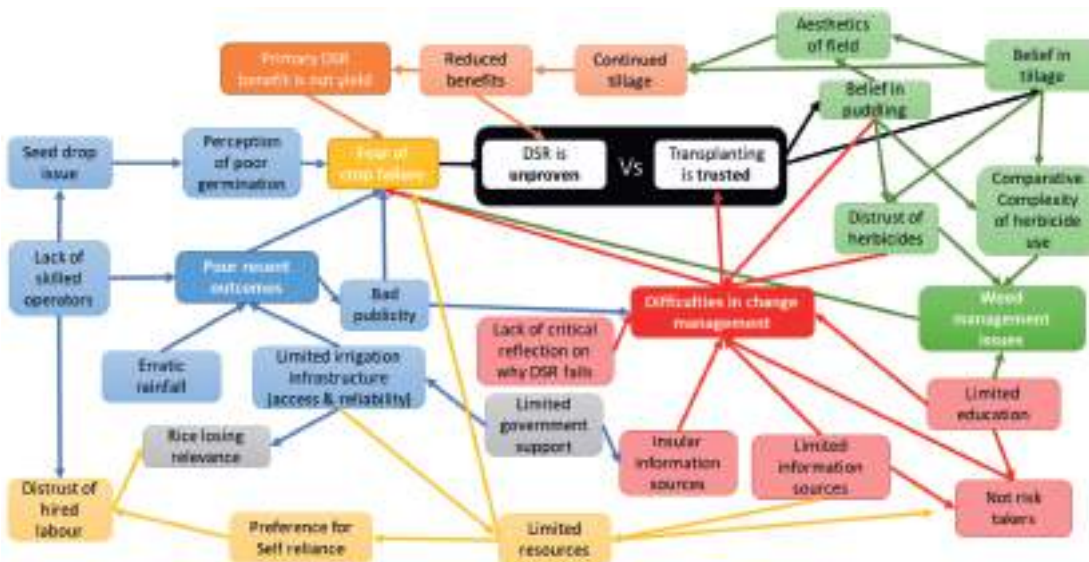 Aesthetics
of field
Primary DSR
benefit is not yield
Reduced
benefits
Continued
tillage
Belief in
tillage
Belief in
puddling
Seed drop
issue
Perception
of poor
germination
Fear of
crop failure
DSR is
unproven
Vs
Transplanting
is trusted
Comparative
Complexity
of herbicide
use
Distrust of
herbicides
Lack of
skilled
operators
Poor recent
outcomes
Bad
publicity
Difficulties in change
management
Weed
management
issues
Lack of critical
reflection on
why DSR fails
Erratic
rainfall
Limited irrigation
infrastructure
(access & reliability)
Limited
education
Limited
government
support
Rice losing
relevance
Insular
information
sources
Limited
information
sources
Not risk
takers
Distrust of
hired
labour
Preference for
Self reliance
Limited
resources